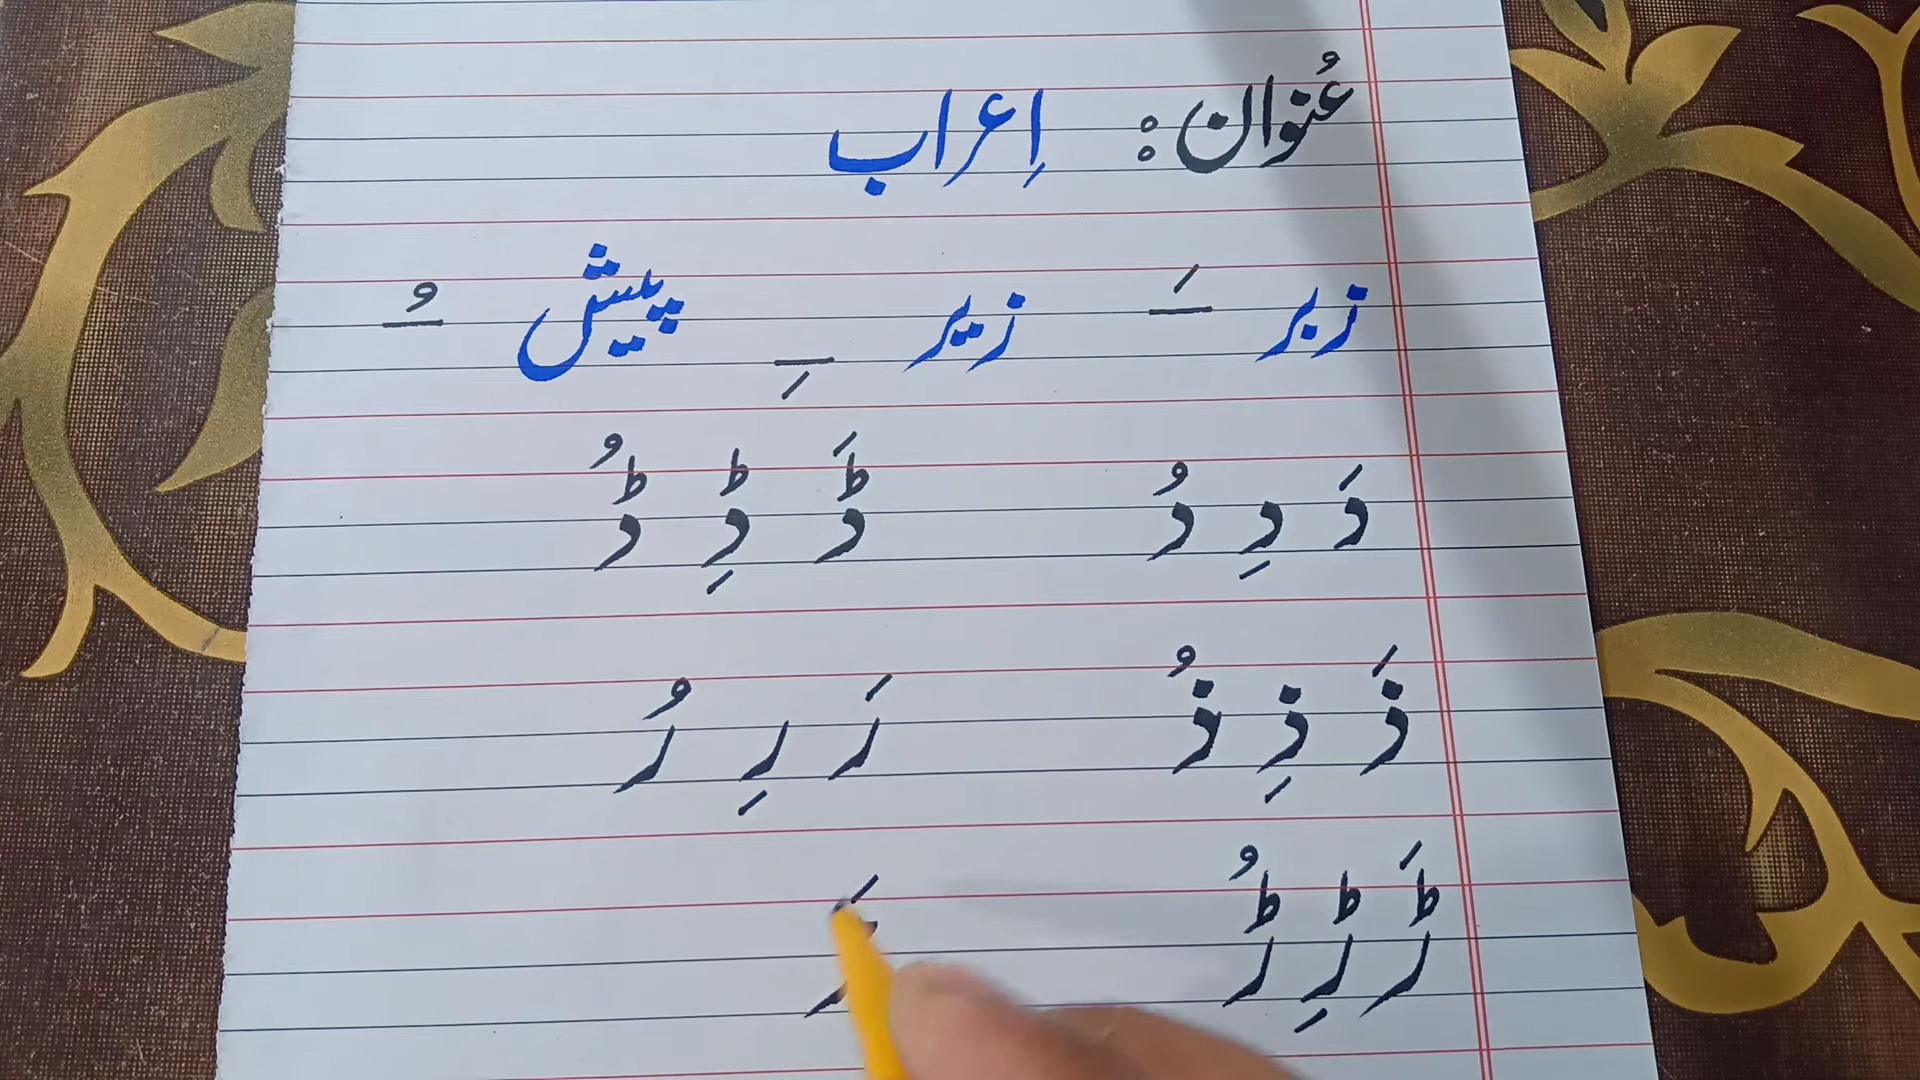 عُنوان: اِعراب
زبر ـَ زیر ـِ پیش ـُ
دَ دِ دُ ڈَ ڈِ ڈُ
ذَ ذِ ذُ رَ رِ رُ
ڑَ ڑِ ڑُ